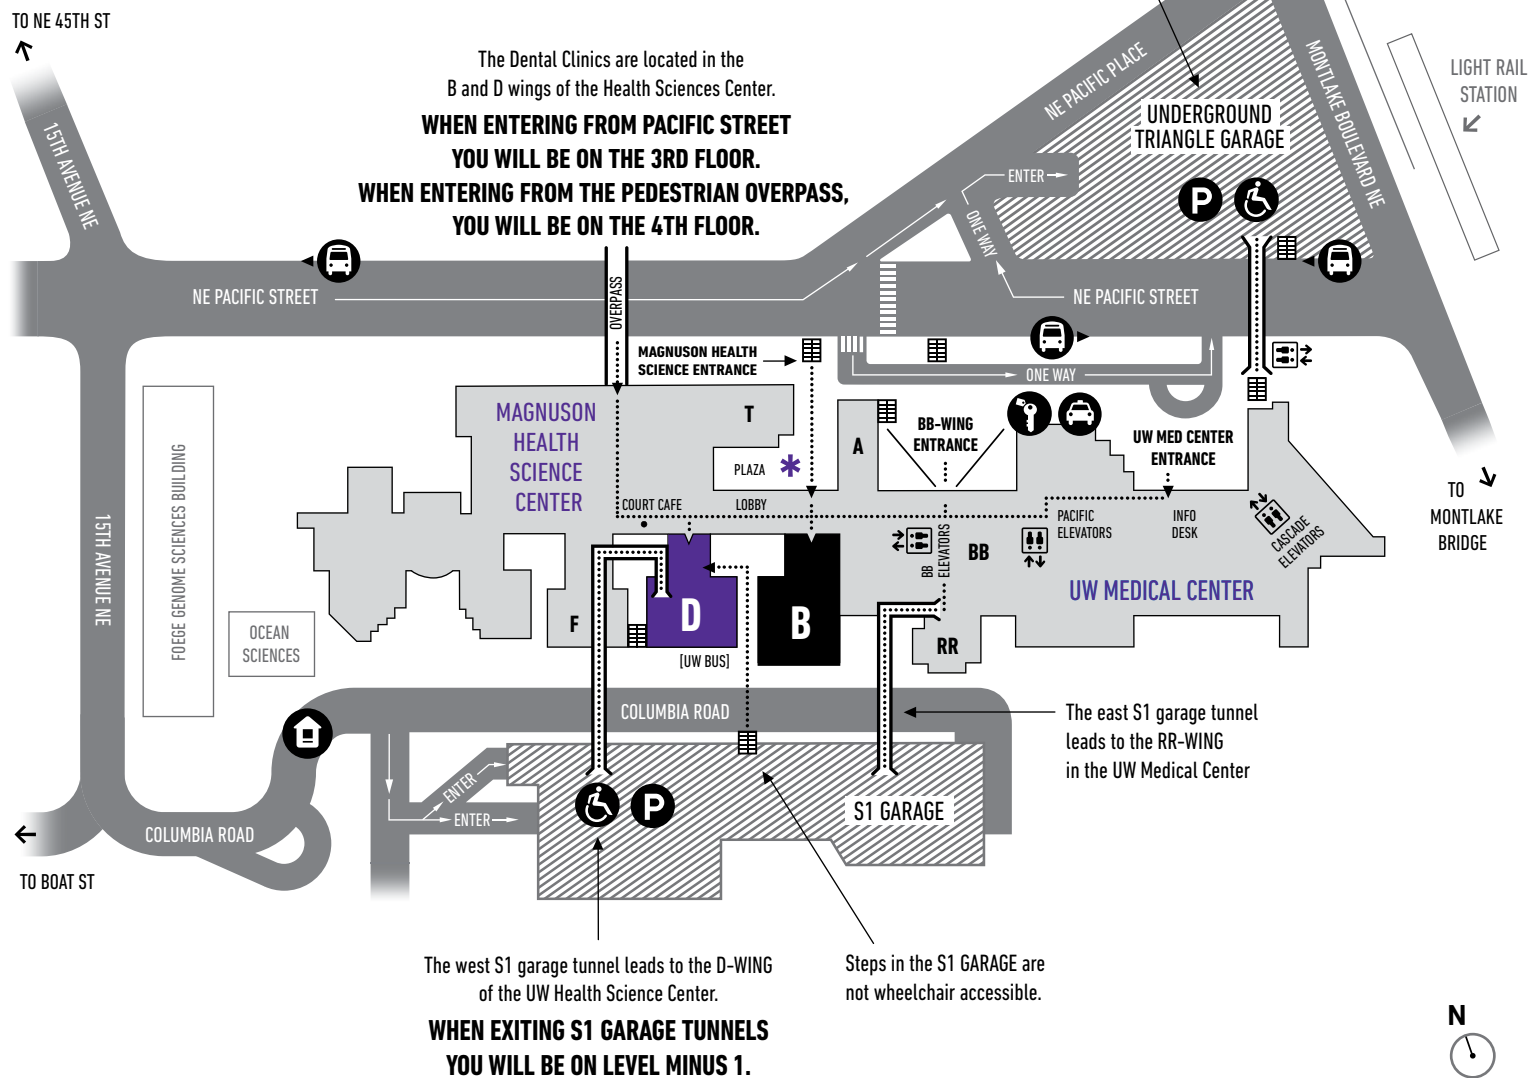 TO NE 45TH ST
The Dental Clinics are located in the
B and D wings of the Health Sciences Center.
WHEN ENTERING FROM PACIFIC STREET
YOU WILL BE ON THE 3RD FLOOR.
WHEN ENTERING FROM THE PEDESTRIAN OVERPASS,
YOU WILL BE ON THE 4TH FLOOR.
NE PACIFIC PLACE
MONTLAKE BOULEVARD NE
LIGHT RAIL
STATION
UNDERGROUND
TRIANGLE GARAGE
15TH AVENUE NE
ENTER
P
ONE WAY
NE PACIFIC STREET
OVERPASS
NE PACIFIC STREET
MAGNUSON HEALTH
SCIENCE ENTRANCE
ONE WAY
MAGNUSON
HEALTH
SCIENCE
CENTER
T
A
BB-WING
ENTRANCE
UW MED CENTER
ENTRANCE
PLAZA
*
COURT CAFE
LOBBY
PACIFIC
ELEVATORS
INFO
DESK
CASCADE
ELEVATORS
TO
MONTLAKE
BRIDGE
FOEGE GENOME SCIENCES BUILDING
15TH AVENUE NE
BB
ELEVATORS
BB
UW MEDICAL CENTER
OCEAN
SCIENCES
F
D
B
RR
[UW BUS]
COLUMBIA ROAD
The east S1 garage tunnel
leads to the RR-WING
in the UW Medical Center
ENTER
ENTER
P
S1 GARAGE
COLUMBIA ROAD
TO BOAT ST
The west S1 garage tunnel leads to the D-WING
of the UW Health Science Center.
WHEN EXITING S1 GARAGE TUNNELS
YOU WILL BE ON LEVEL MINUS 1.
Steps in the S1 GARAGE are
not wheelchair accessible.
N